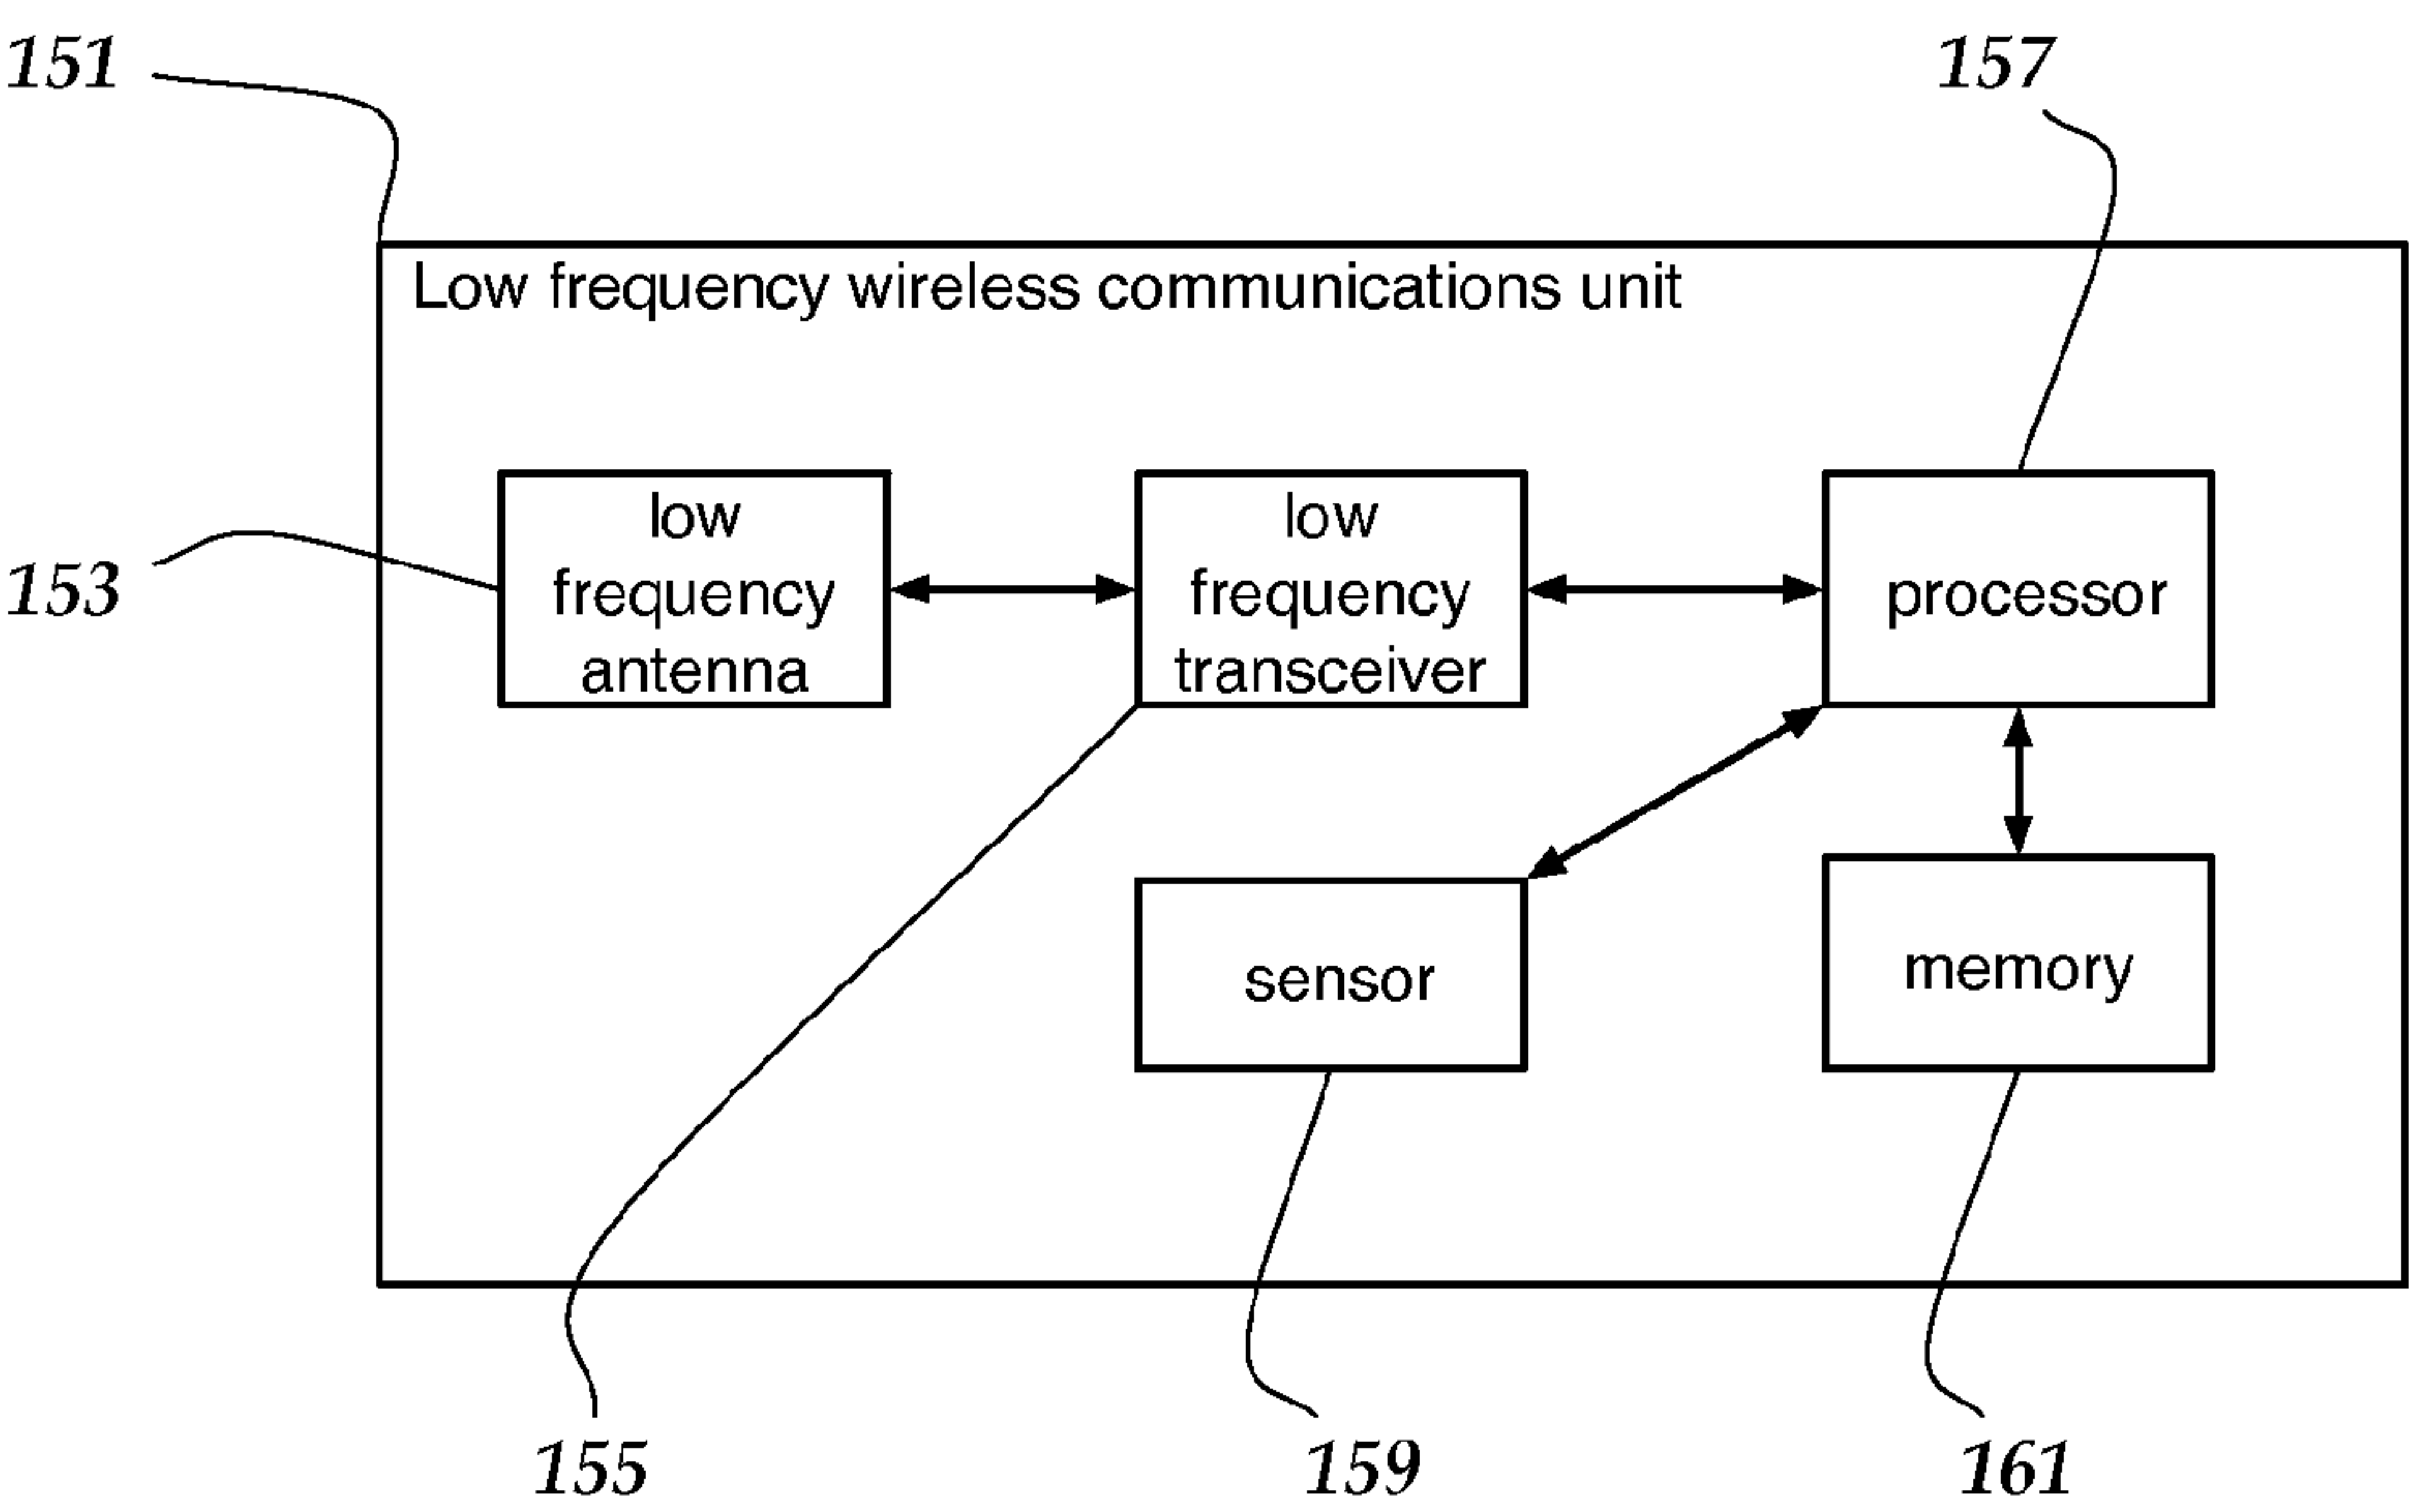 151
157
Low frequency wireless communications unit
low
frequency
antenna
low
frequency
transceiver
processor
153
sensor
memory
155
159
161